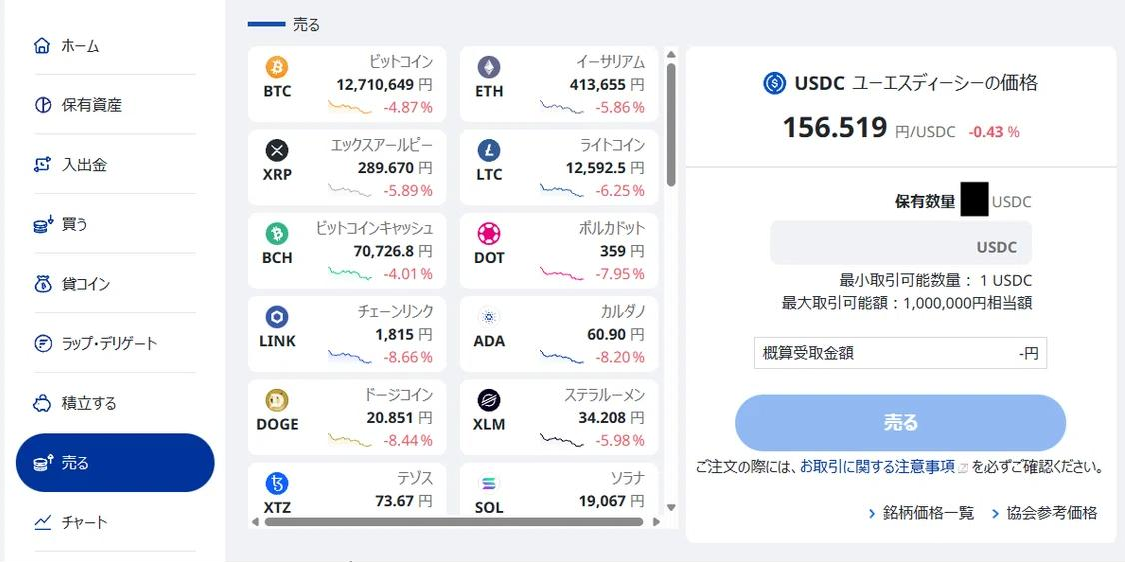 ホーム
保有資産
入出金
買う
貸コイン
ラップ・デリゲート
積立する
売る
チャート
売る
ビットコイン
BTC 12,710,649 円
-4.87 %
イーサリアム
ETH 413,655 円
-5.86 %
エックスアールピー
XRP 289.670 円
-5.89 %
ライトコイン
LTC 12,592.5 円
-6.25 %
ビットコインキャッシュ
BCH 70,726.8 円
-4.01 %
ポルカドット
DOT 359 円
-7.95 %
チェーンリンク
LINK 1,815 円
-8.66 %
カルダノ
ADA 60.90 円
-8.20 %
ドージコイン
DOGE 20.851 円
-8.44 %
ステラルーメン
XLM 34.208 円
-5.98 %
テゾス
XTZ 73.67 円
ソラナ
SOL 19,067 円
USDC ユーエスディーシーの価格
156.519 円/USDC -0.43 %
保有数量 USDC
USDC
最小取引可能数量： 1 USDC
最大取引可能額：1,000,000円相当額
概算受取金額 -円
売る
ご注文の際には、お取引に関する注意事項 を必ずご確認ください。
銘柄価格一覧 協会参考価格